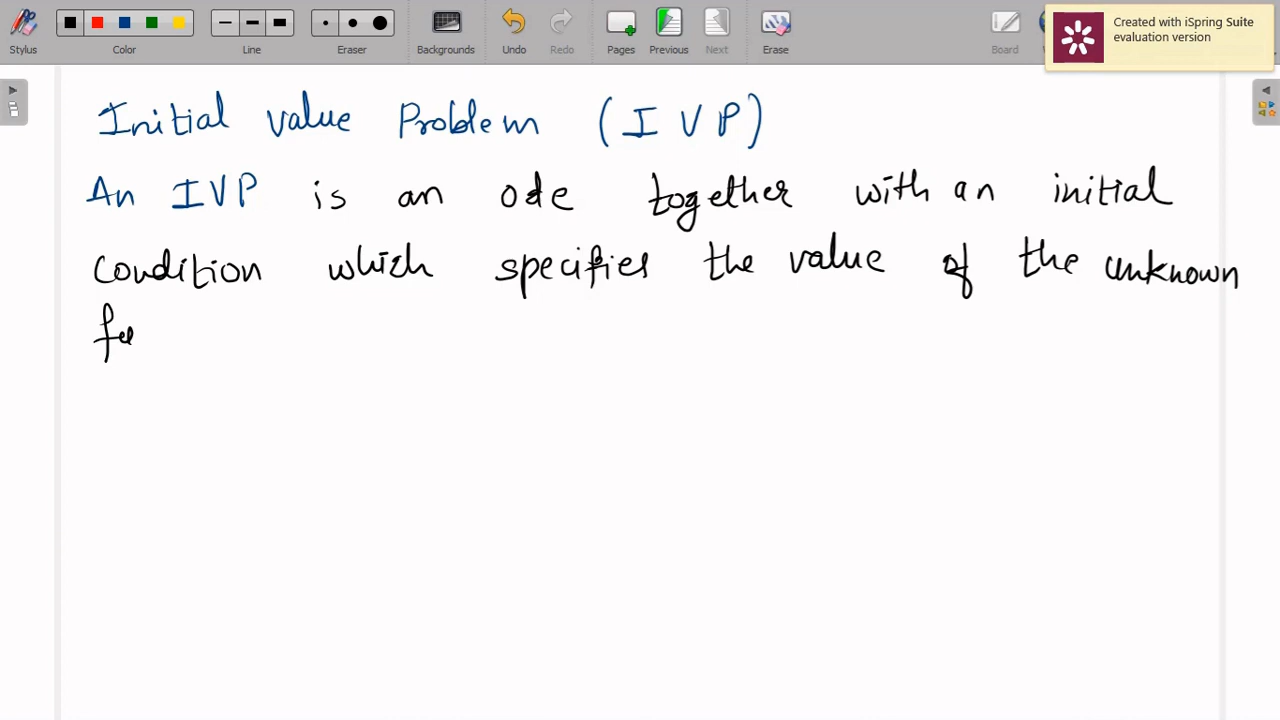 Stylus
Color
Line
Eraser
Backgrounds
Undo
Redo
Pages
Previous
Next
Erase
Board
Created with iSpring Suite
evaluation version
Initial value Problem (IVP)
An IVP is an ode together with an initial
condition which specifies the value of the unknown
fu